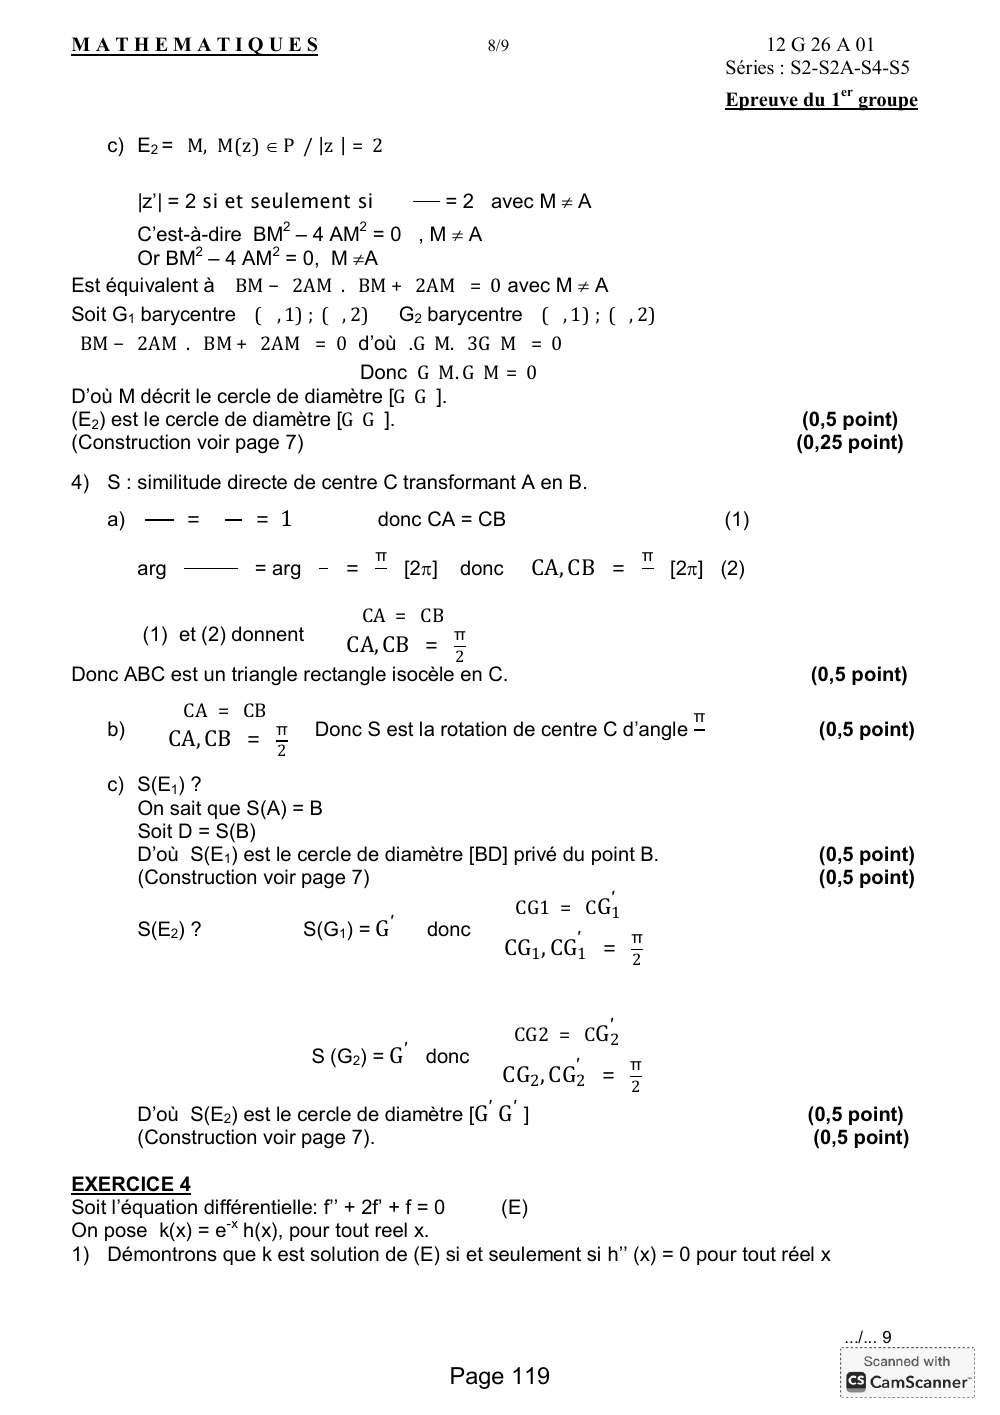 MATHEMATIQUES 8/9 12 G 26 A 01
Séries : S2-S2A-S4-S5
Epreuve du 1er groupe
c) E2 = M, M(z) ∈ P / |z | = 2
|z’| = 2 si et seulement si — = 2 avec M ≠ A
C’est-à-dire BM2 – 4 AM2 = 0 , M ≠ A
Or BM2 – 4 AM2 = 0, M ≠A
Est équivalent à BM − 2AM . BM + 2AM = 0 avec M ≠ A
Soit G1 barycentre ( , 1) ; ( , 2) G2 barycentre ( , 1) ; ( , 2)
BM − 2AM . BM + 2AM = 0 d’où .G M. 3G M = 0
Donc G M. G M = 0
D’où M décrit le cercle de diamètre [G G ].
(E2) est le cercle de diamètre [G G ]. (0,5 point)
(Construction voir page 7) (0,25 point)
4) S : similitude directe de centre C transformant A en B.
a) — = — = 1 donc CA = CB (1)
arg — = arg – = π/ [2π] donc CA, CB = π/ [2π] (2)
CA = CB
(1) et (2) donnent CA, CB = π/2
Donc ABC est un triangle rectangle isocèle en C. (0,5 point)
CA = CB
b) CA, CB = π/2 Donc S est la rotation de centre C d’angle π/ (0,5 point)
c) S(E1) ?
On sait que S(A) = B
Soit D = S(B)
D’où S(E1) est le cercle de diamètre [BD] privé du point B. (0,5 point)
(Construction voir page 7) (0,5 point)
CG1 = CG1′
S(E2) ? S(G1) = G′ donc CG1, CG1′ = π/2
CG2 = CG2′
S (G2) = G′ donc CG2, CG2′ = π/2
D’où S(E2) est le cercle de diamètre [G′ G′ ] (0,5 point)
(Construction voir page 7). (0,5 point)
EXERCICE 4
Soit l’équation différentielle: f’’ + 2f’ + f = 0 (E)
On pose k(x) = e-x h(x), pour tout reel x.
1) Démontrons que k est solution de (E) si et seulement si h’’ (x) = 0 pour tout réel x
.../... 9
Page 119
Scanned with
CS CamScanner